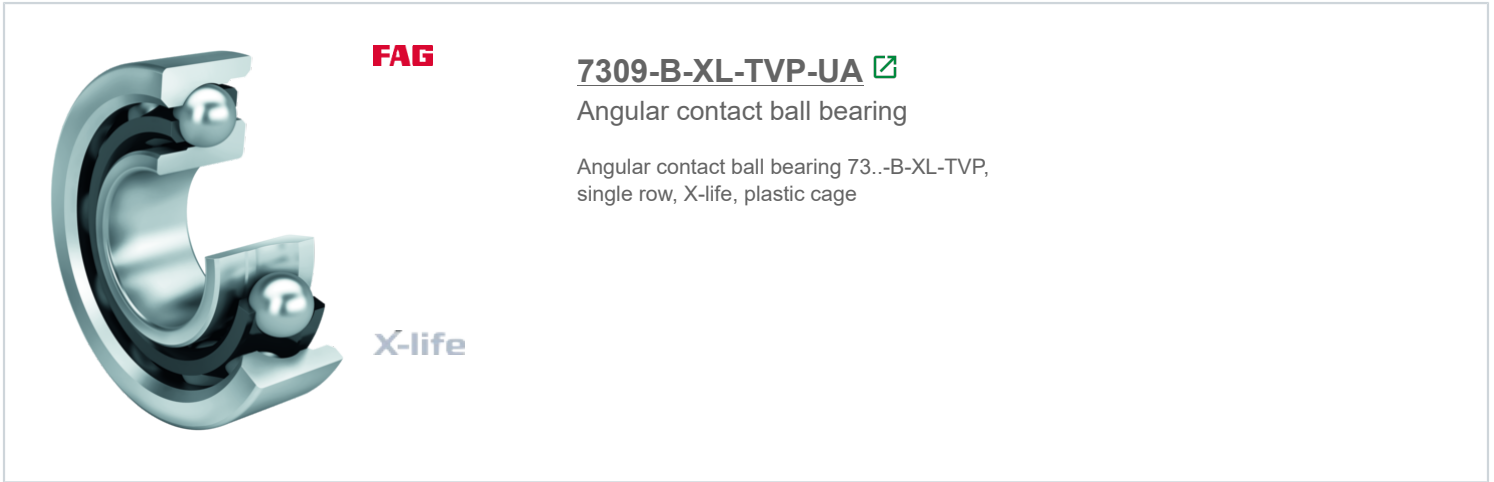 FAG
7309-B-XL-TVP-UA
Angular contact ball bearing
Angular contact ball bearing 73..-B-XL-TVP,
single row, X-life, plastic cage
X-life